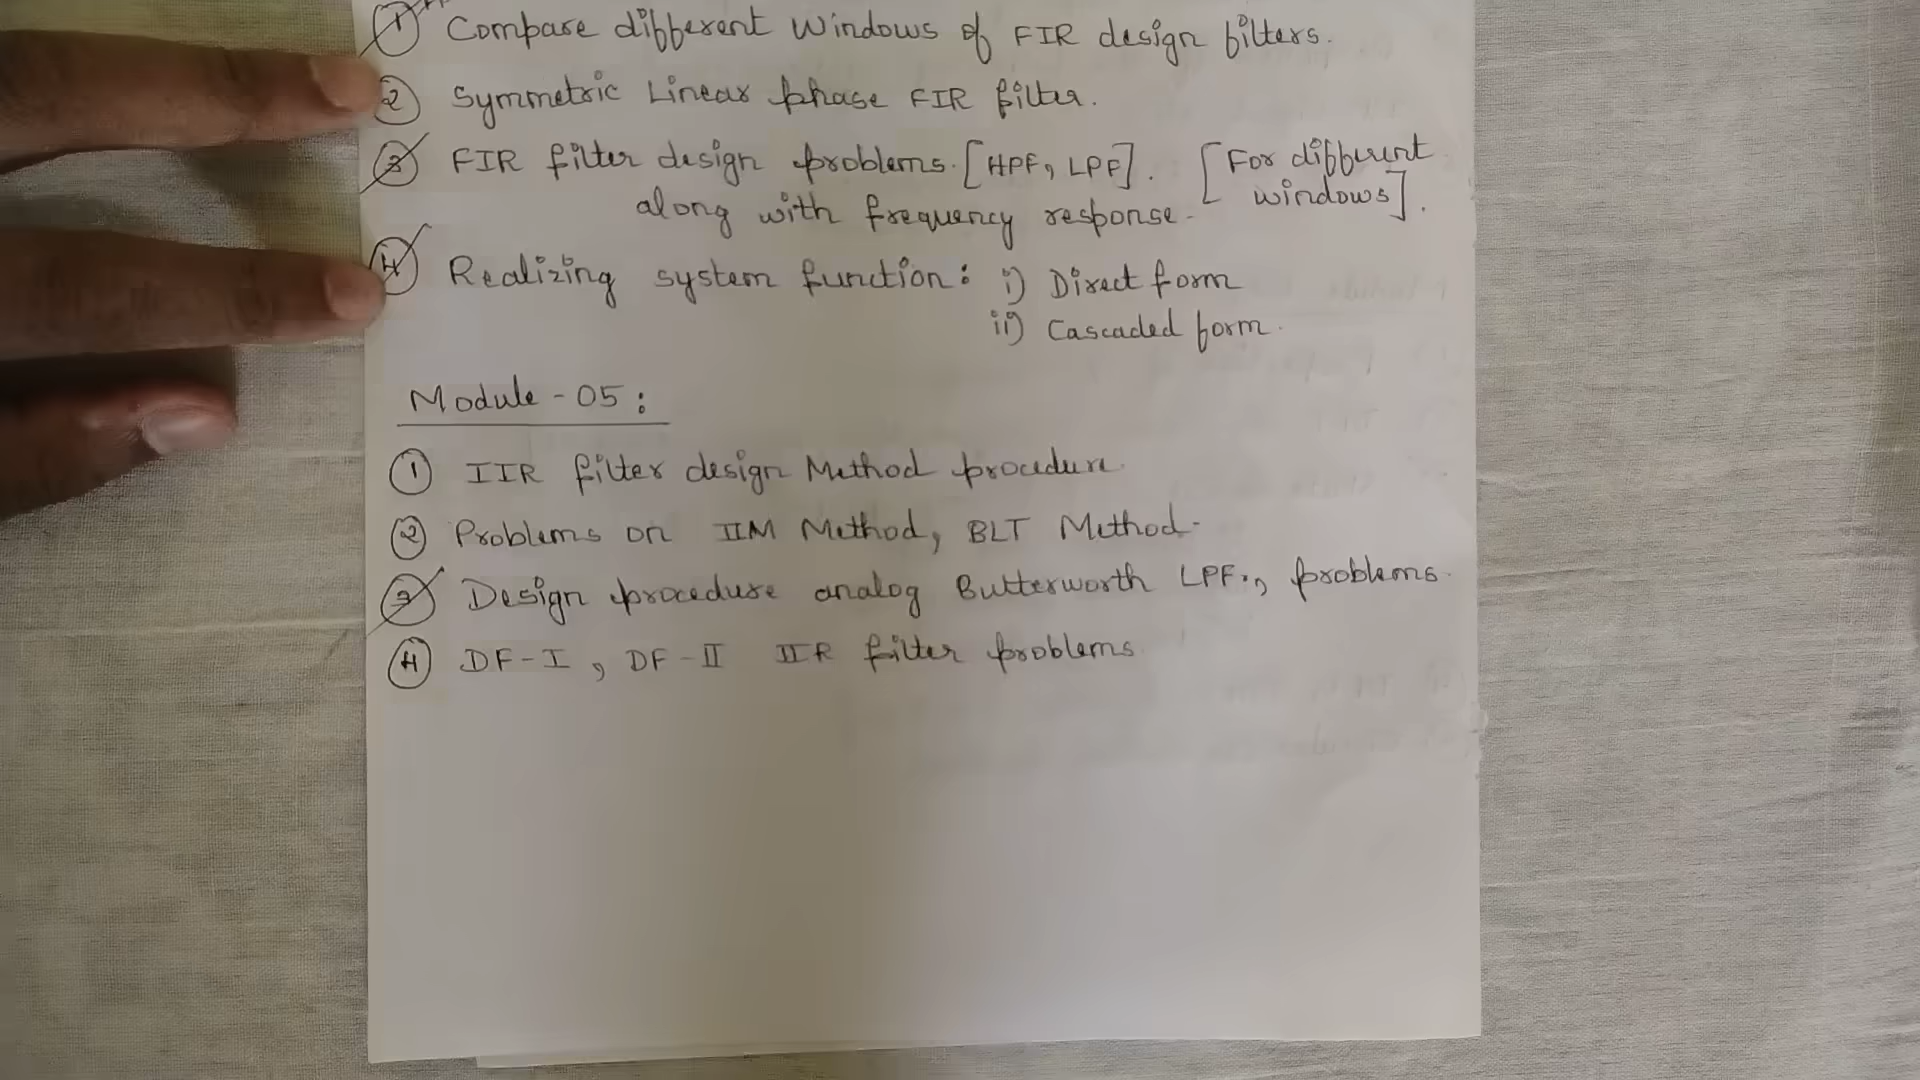 ① Compare different Windows of FIR design filters.
② Symmetric Linear phase FIR filter.
③ FIR filter design problems. [HPF, LPF]. [For different
along with frequency response. windows].
④ Realizing system function: i) Direct form
ii) Cascaded form.
Module - 05:
① IIR filter design Method procedure.
② Problems on IIM Method, BLT Method.
③ Design procedure analog Butterworth LPF., problems.
④ DF-I, DF-II IIR filter problems